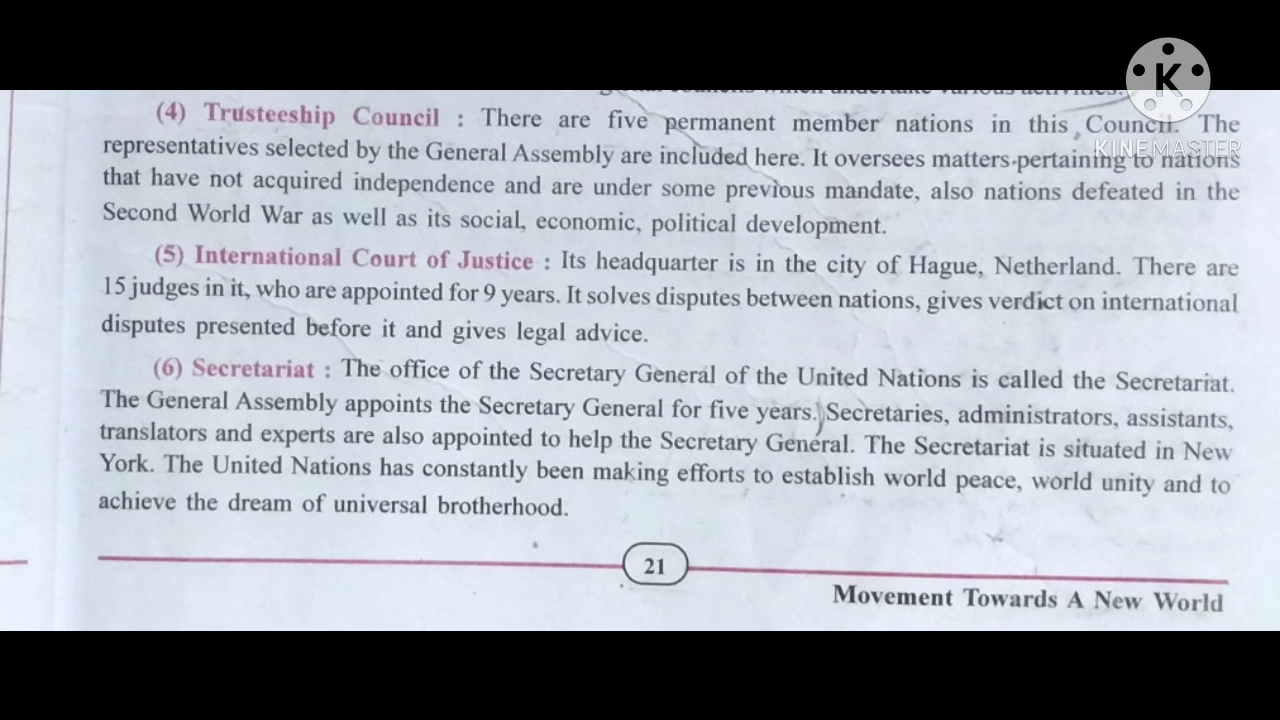 K
KINEMASTER
(4) Trusteeship Council : There are five permanent member nations in this Council. The
representatives selected by the General Assembly are included here. It oversees matters pertaining to nations
that have not acquired independence and are under some previous mandate, also nations defeated in the
Second World War as well as its social, economic, political development.
(5) International Court of Justice : Its headquarter is in the city of Hague, Netherland. There are
15 judges in it, who are appointed for 9 years. It solves disputes between nations, gives verdict on international
disputes presented before it and gives legal advice.
(6) Secretariat : The office of the Secretary General of the United Nations is called the Secretariat.
The General Assembly appoints the Secretary General for five years. Secretaries, administrators, assistants,
translators and experts are also appointed to help the Secretary General. The Secretariat is situated in New
York. The United Nations has constantly been making efforts to establish world peace, world unity and to
achieve the dream of universal brotherhood.
21
Movement Towards A New World